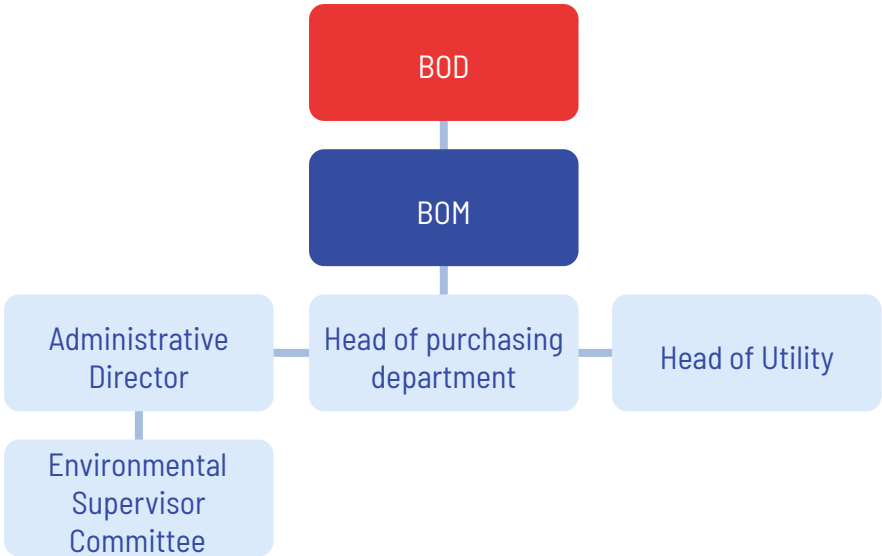 BOD
BOM
Administrative
Director
Head of purchasing
department
Head of Utility
Environmental
Supervisor
Committee